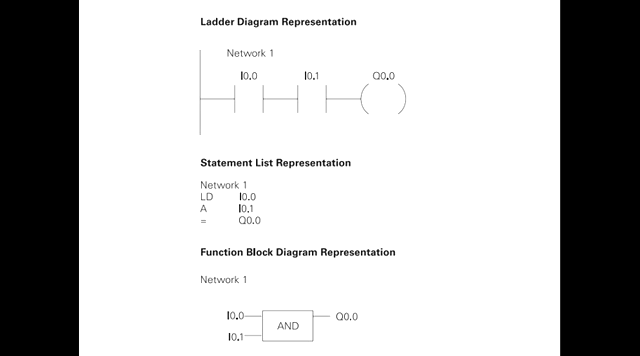 Ladder Diagram Representation
Network 1
I0.0 I0.1 Q0.0
Statement List Representation
Network 1
LD I0.0
A I0.1
= Q0.0
Function Block Diagram Representation
Network 1
I0.0 Q0.0
AND
I0.1